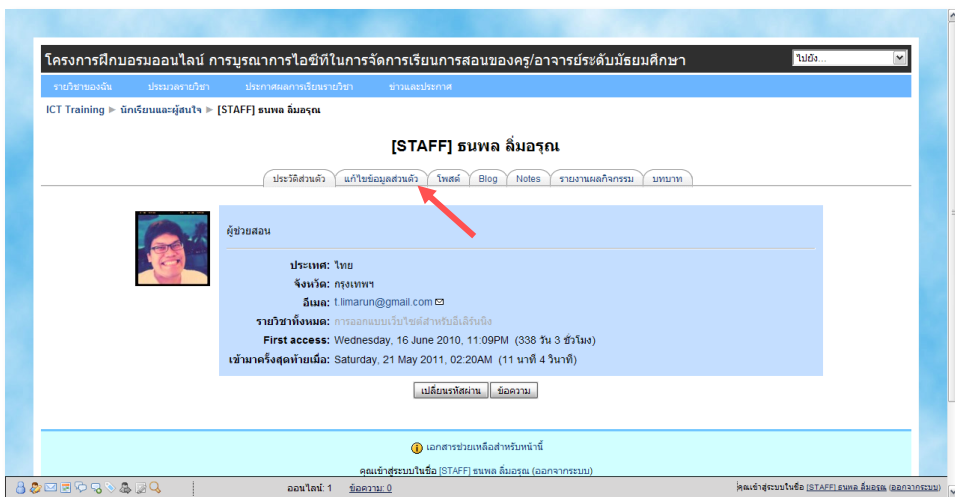 โครงการฝึกอบรมออนไลน์ การบูรณาการไอซีทีในการจัดการเรียนการสอนของครู/อาจารย์ระดับมัธยมศึกษา ไปยัง...
รายวิชาของฉัน ประมวลรายวิชา ประกาศผลการเรียนรายวิชา ข่าวและประกาศ
ICT Training ► นักเรียนและผู้สนใจ ► [STAFF] ธนพล ลิ่มอรุณ
[STAFF] ธนพล ลิ่มอรุณ
ประวัติส่วนตัว แก้ไขข้อมูลส่วนตัว โพสต์ Blog Notes รายงานผลกิจกรรม บทบาท
ผู้ช่วยสอน
ประเทศ: ไทย
จังหวัด: กรุงเทพฯ
อีเมล: t.limarun@gmail.com
รายวิชาทั้งหมด: การออกแบบเว็บไซต์สำหรับอีเลิร์นนิง
First access: Wednesday, 16 June 2010, 11:09PM (338 วัน 3 ชั่วโมง)
เข้ามาครั้งสุดท้ายเมื่อ: Saturday, 21 May 2011, 02:20AM (11 นาที 4 วินาที)
เปลี่ยนรหัสผ่าน ข้อความ
เอกสารช่วยเหลือสำหรับหน้านี้
คุณเข้าสู่ระบบในชื่อ [STAFF] ธนพล ลิ่มอรุณ (ออกจากระบบ)
ออนไลน์: 1 ข้อความ: 0 คุณเข้าสู่ระบบในชื่อ [STAFF] ธนพล ลิ่มอรุณ (ออกจากระบบ)